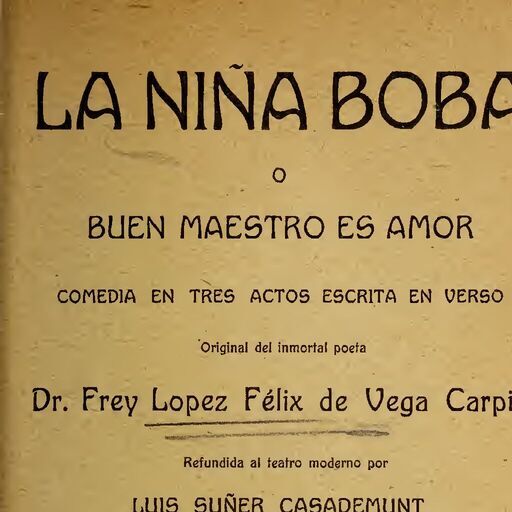 LA NIÑA BOBA
O
BUEN MAESTRO ES AMOR
COMEDIA EN TRES ACTOS ESCRITA EN VERSO
Original del inmortal poeta
Dr. Frey Lopez Félix de Vega Carpi
Refundida al teatro moderno por
LUIS SUÑER CASADEMUNT